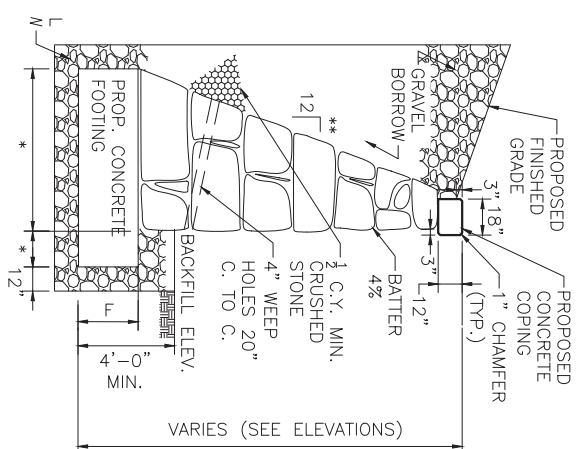 PROPOSED
CONCRETE
COPING
1" CHAMFER
(TYP.)
PROPOSED
FINISHED
GRADE
3"
18"
12"
3"
GRAVEL
BORROW
BATTER
4%
**
12
1/2 C.Y. MIN.
CRUSHED
STONE
4" WEEP
HOLES 20"
C. TO C.
BACKFILL ELEV.
PROP. CONCRETE
FOOTING
*
*
12"
F
4'-0"
MIN.
VARIES (SEE ELEVATIONS)